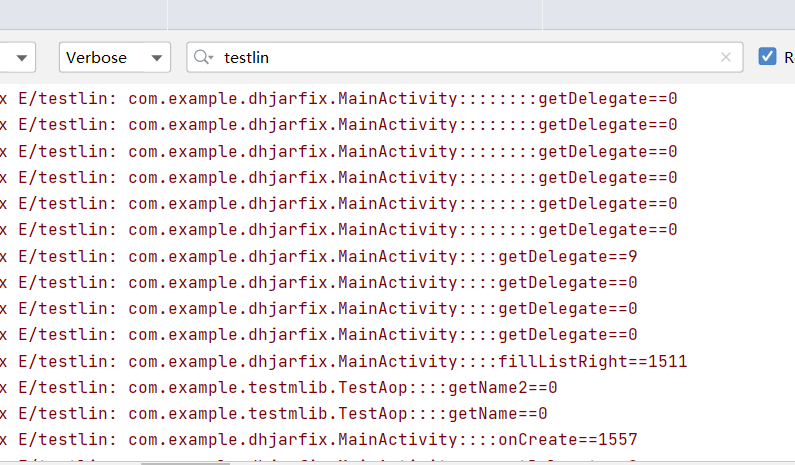 Verbose testlin R
x E/testlin: com.example.dhjarfix.MainActivity::::::::getDelegate==0
x E/testlin: com.example.dhjarfix.MainActivity::::::::getDelegate==0
x E/testlin: com.example.dhjarfix.MainActivity::::::::getDelegate==0
x E/testlin: com.example.dhjarfix.MainActivity::::::::getDelegate==0
x E/testlin: com.example.dhjarfix.MainActivity::::::::getDelegate==0
x E/testlin: com.example.dhjarfix.MainActivity::::::::getDelegate==0
x E/testlin: com.example.dhjarfix.MainActivity::::getDelegate==9
x E/testlin: com.example.dhjarfix.MainActivity::::getDelegate==0
x E/testlin: com.example.dhjarfix.MainActivity::::getDelegate==0
x E/testlin: com.example.dhjarfix.MainActivity::::getDelegate==0
x E/testlin: com.example.dhjarfix.MainActivity::::fillListRight==1511
x E/testlin: com.example.testmlib.TestAop::::getName2==0
x E/testlin: com.example.testmlib.TestAop::::getName==0
x E/testlin: com.example.dhjarfix.MainActivity::::onCreate==1557